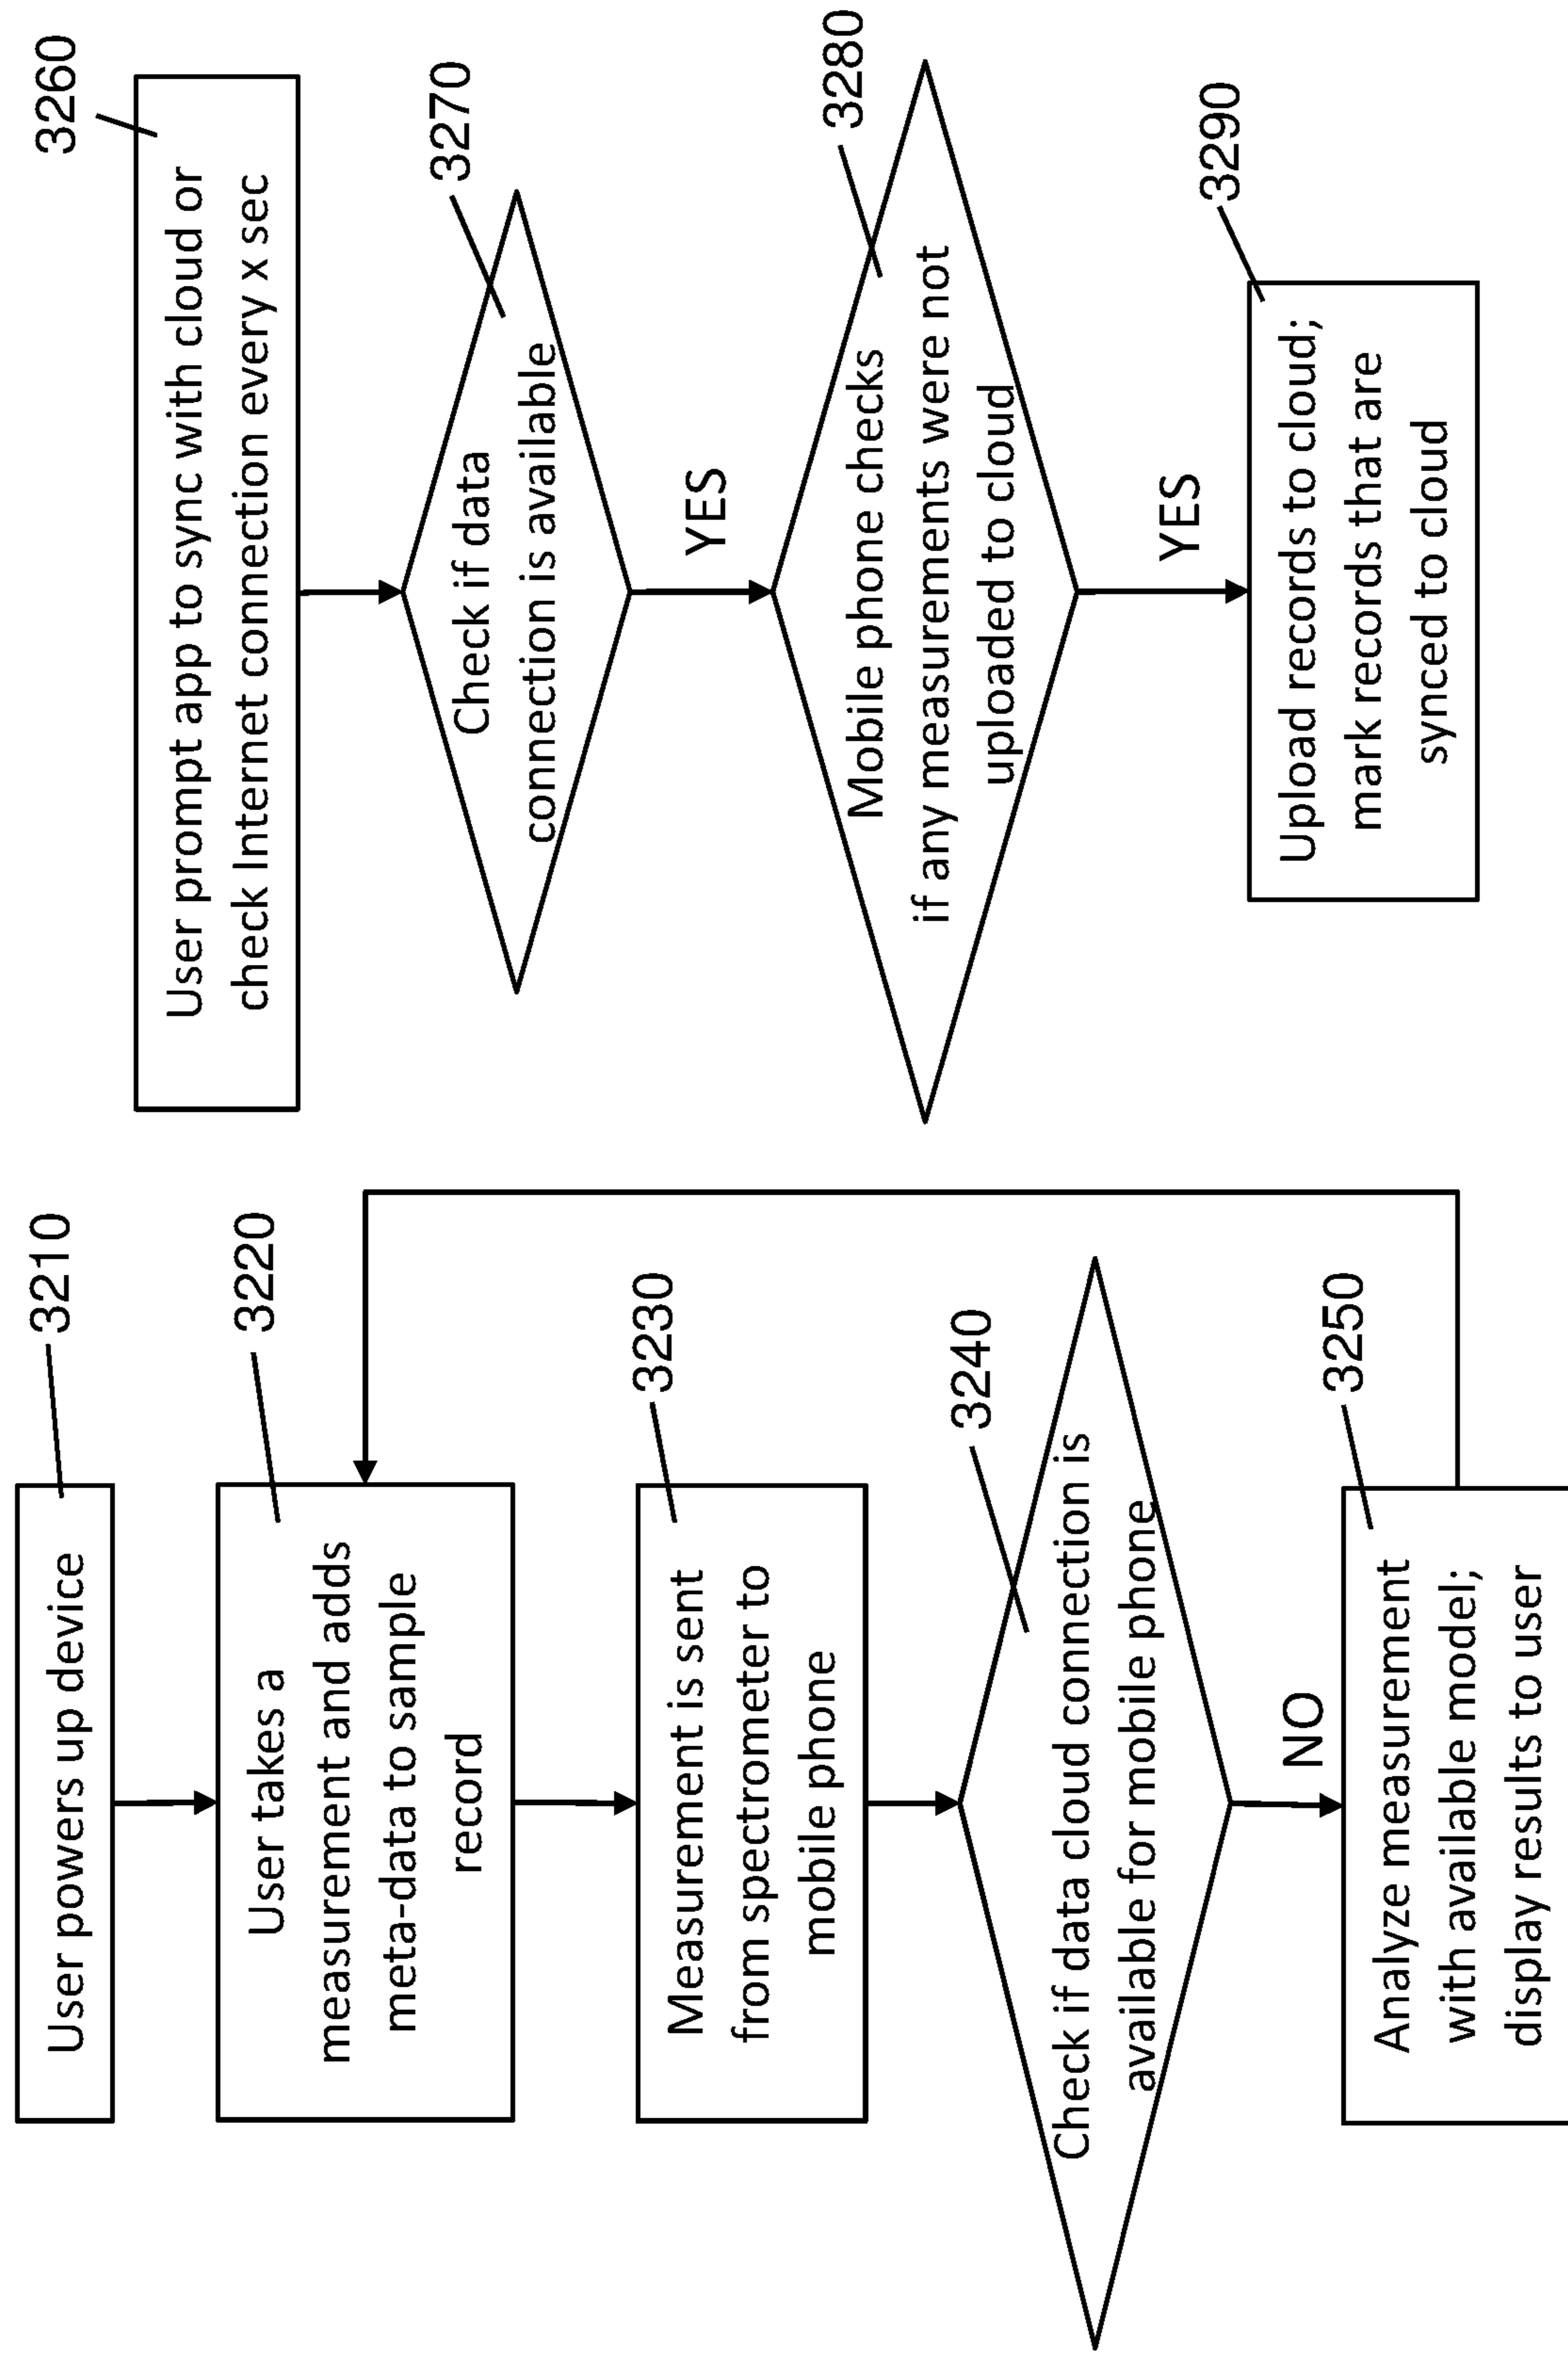 3210
User powers up device
3220
User takes a
measurement and adds
meta-data to sample
record
3230
Measurement is sent
from spectrometer to
mobile phone
3240
Check if data cloud connection is
available for mobile phone
NO
3250
Analyze measurement
with available model;
display results to user
3260
User prompt app to sync with cloud or
check Internet connection every x sec
3270
Check if data
connection is available
YES
3280
Mobile phone checks
if any measurements were not
uploaded to cloud
YES
3290
Upload records to cloud;
mark records that are
synced to cloud